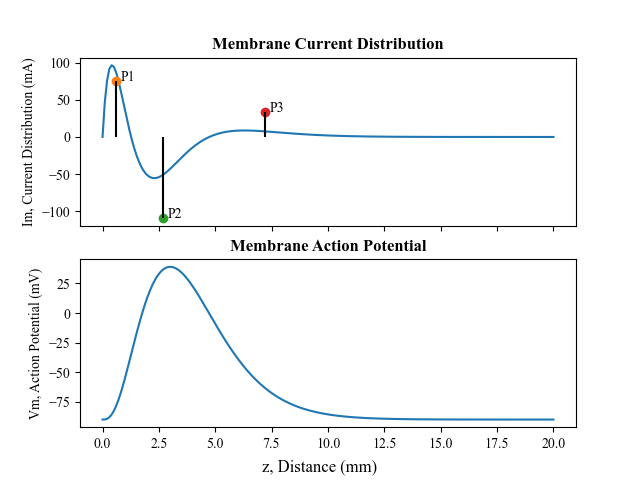 Membrane Current Distribution
Im, Current Distribution (mA)
100
50
0
−50
−100
P1
P2
P3
Membrane Action Potential
Vm, Action Potential (mV)
25
0
−25
−50
−75
0.0 2.5 5.0 7.5 10.0 12.5 15.0 17.5 20.0
z, Distance (mm)